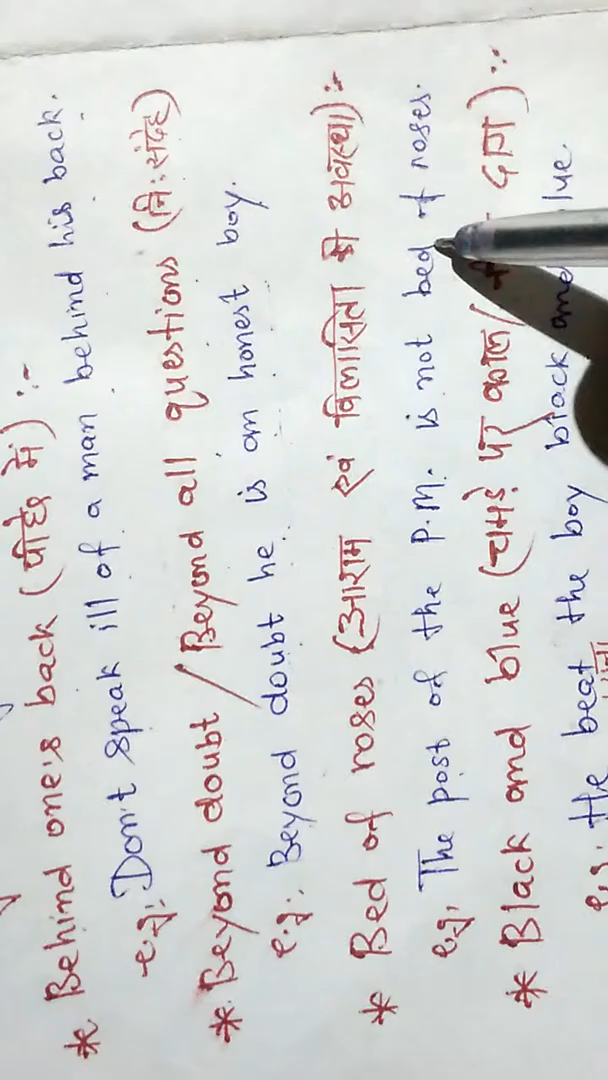 * Behind one's back (पीछे में) :-
e.g. Don't speak ill of a man behind his back.
* Beyond doubt / Beyond all questions (नि:संदेह)
e.g. Beyond doubt he is an honest boy.
* Bed of roses (आराम एवं विलासिता की अवस्था) :-
e.g. The post of the P.M. is not bed of roses.
* Black and blue (चमड़े पर काला / दाग) :-
e.g. He beat the boy black and